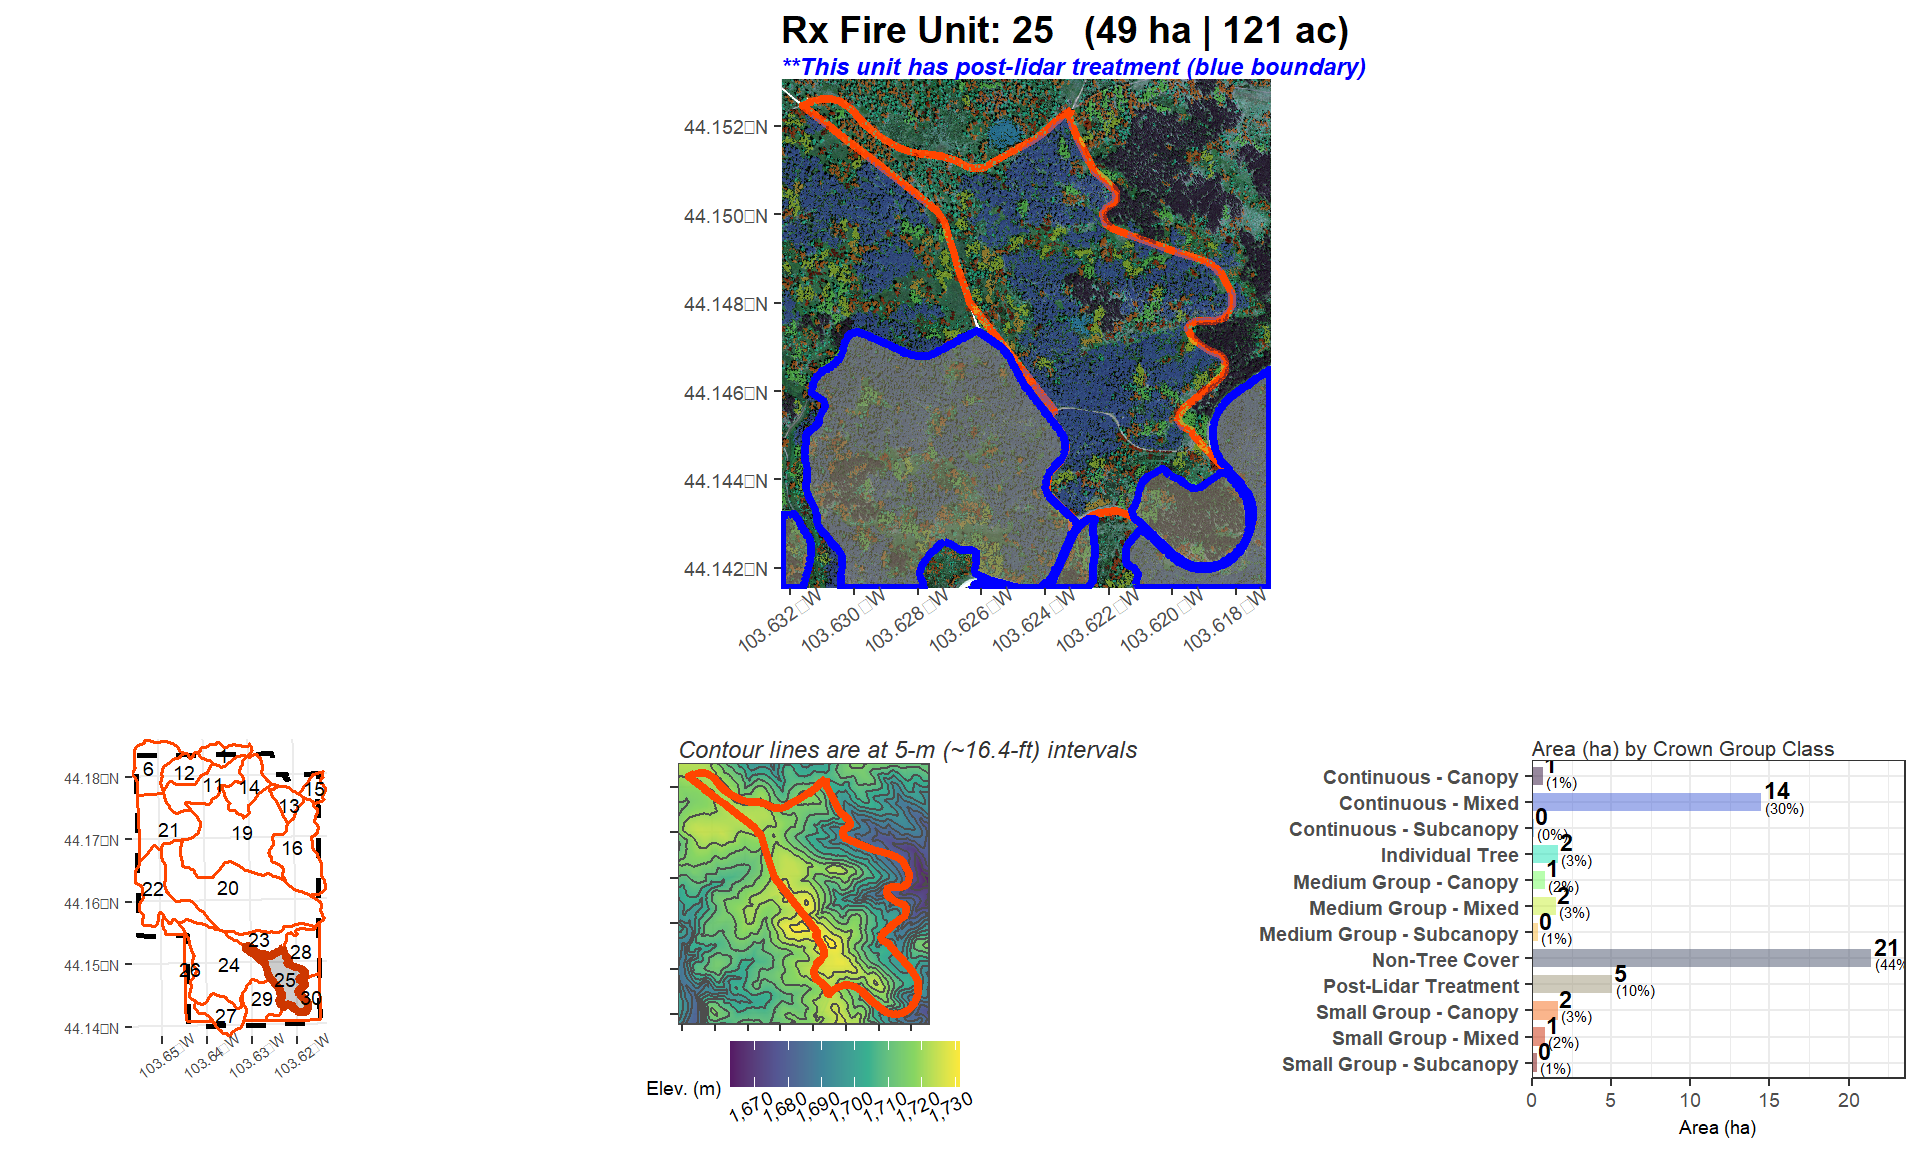 Rx Fire Unit: 25 (49 ha | 121 ac)
**This unit has post-lidar treatment (blue boundary)
44.152□N
44.150□N
44.148□N
44.146□N
44.144□N
44.142□N
103.632□W
103.630□W
103.628□W
103.626□W
103.624□W
103.622□W
103.620□W
103.618□W
44.18□N
44.17□N
44.16□N
44.15□N
44.14□N
103.65□W
103.64□W
103.63□W
103.62□W
6
12
1
11
14
15
13
21
19
16
22
20
23
28
24
26
25
29
30
27
Contour lines are at 5-m (~16.4-ft) intervals
Elev. (m)
1,670
1,680
1,690
1,700
1,710
1,720
1,730
Area (ha) by Crown Group Class
Continuous - Canopy
1
(1%)
Continuous - Mixed
14
(30%)
Continuous - Subcanopy
0
(0%)
Individual Tree
2
(3%)
Medium Group - Canopy
1
(2%)
Medium Group - Mixed
2
(3%)
Medium Group - Subcanopy
0
(1%)
Non-Tree Cover
21
(44%
Post-Lidar Treatment
5
(10%)
Small Group - Canopy
2
(3%)
Small Group - Mixed
1
(2%)
Small Group - Subcanopy
0
(1%)
0
5
10
15
20
Area (ha)